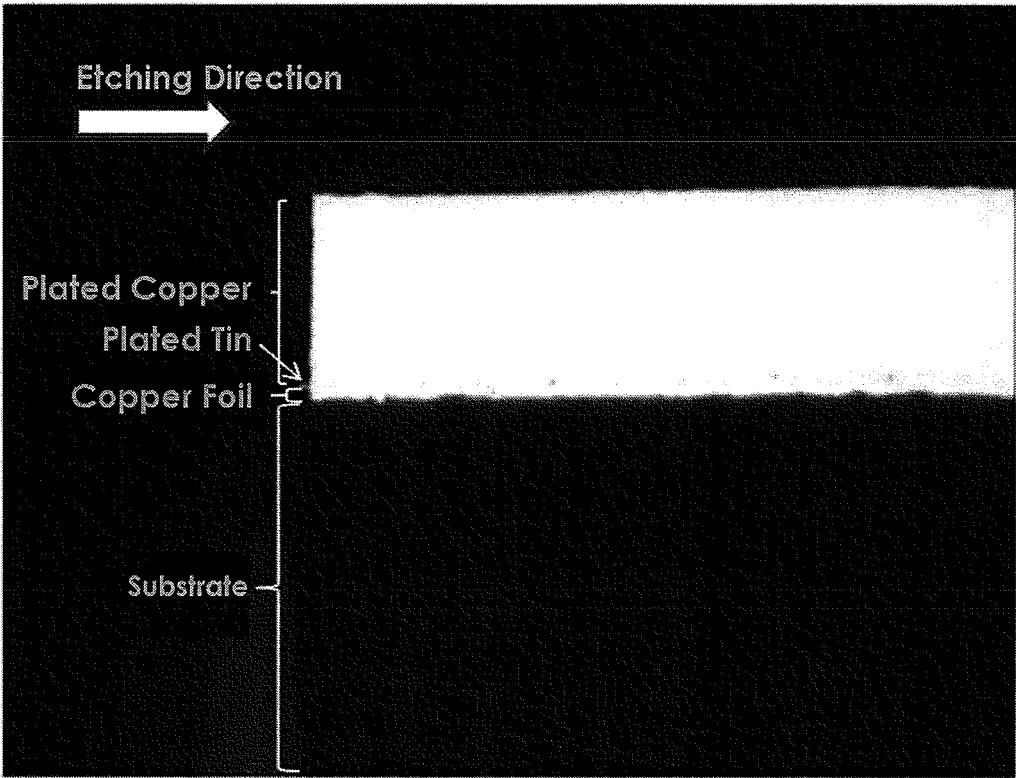 Etching Direction
Plated Copper
Plated Tin
Copper Foil
Substrate